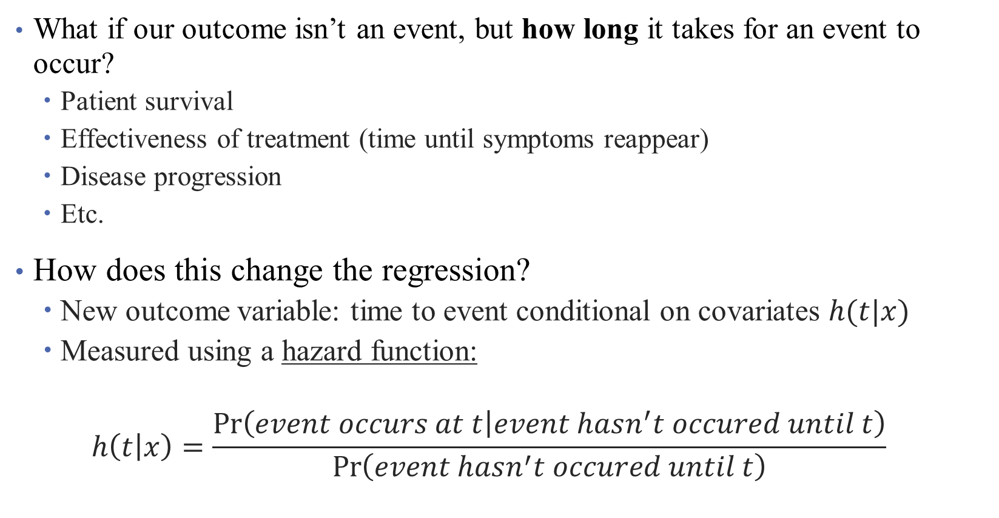 • What if our outcome isn’t an event, but how long it takes for an event to
occur?
• Patient survival
• Effectiveness of treatment (time until symptoms reappear)
• Disease progression
• Etc.
• How does this change the regression?
• New outcome variable: time to event conditional on covariates h(t|x)
• Measured using a hazard function:
h(t|x) = Pr(event occurs at t|event hasn't occured until t)
Pr(event hasn't occured until t)